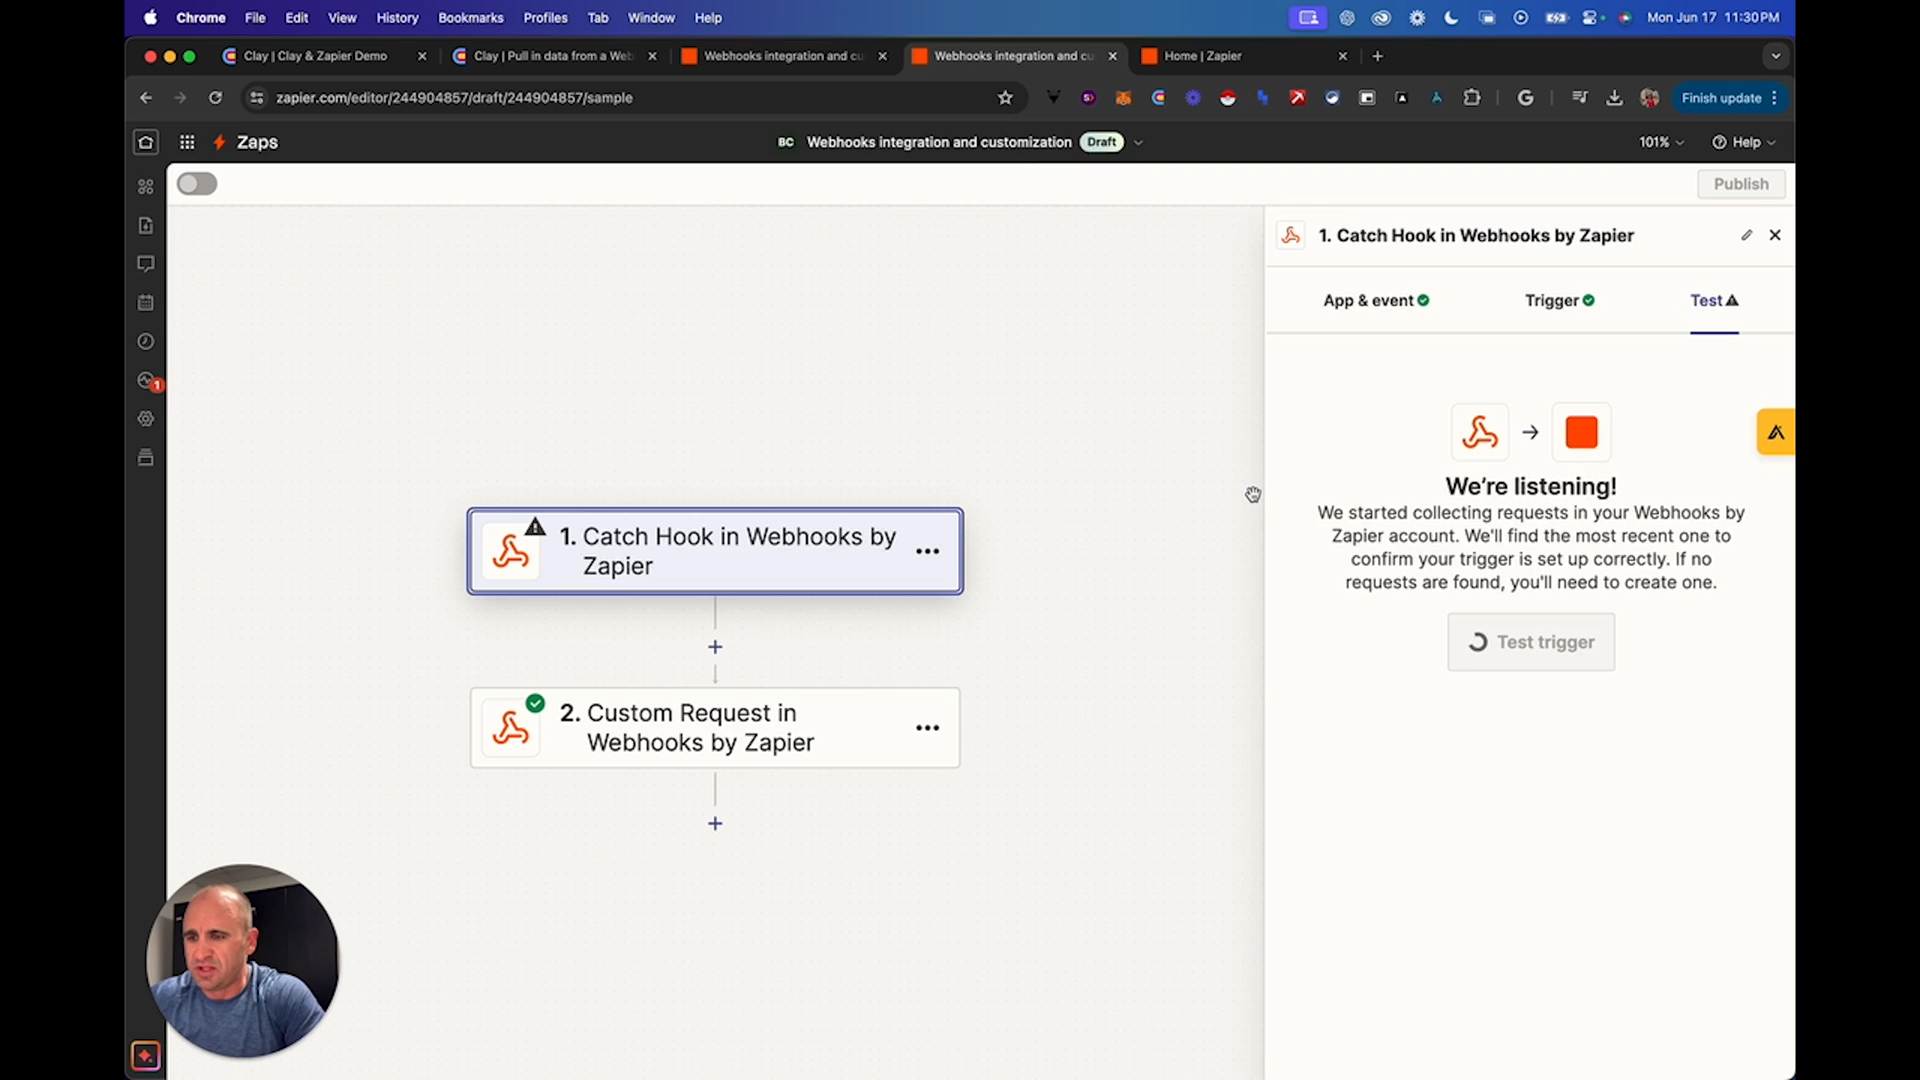 Chrome File Edit View History Bookmarks Profiles Tab Window Help
Mon Jun 17 11:30 PM
Clay | Clay & Zapier Demo
Clay | Pull in data from a Web
Webhooks integration and cu
Webhooks integration and cu
Home | Zapier
zapier.com/editor/244904857/draft/244904857/sample
Finish update
Zaps
BC Webhooks integration and customization Draft
101%
Help
Publish
1
1. Catch Hook in Webhooks by Zapier
App & event
Trigger
Test
We're listening!
We started collecting requests in your Webhooks by
Zapier account. We'll find the most recent one to
confirm your trigger is set up correctly. If no
requests are found, you'll need to create one.
Test trigger
1. Catch Hook in Webhooks by
Zapier
2. Custom Request in
Webhooks by Zapier